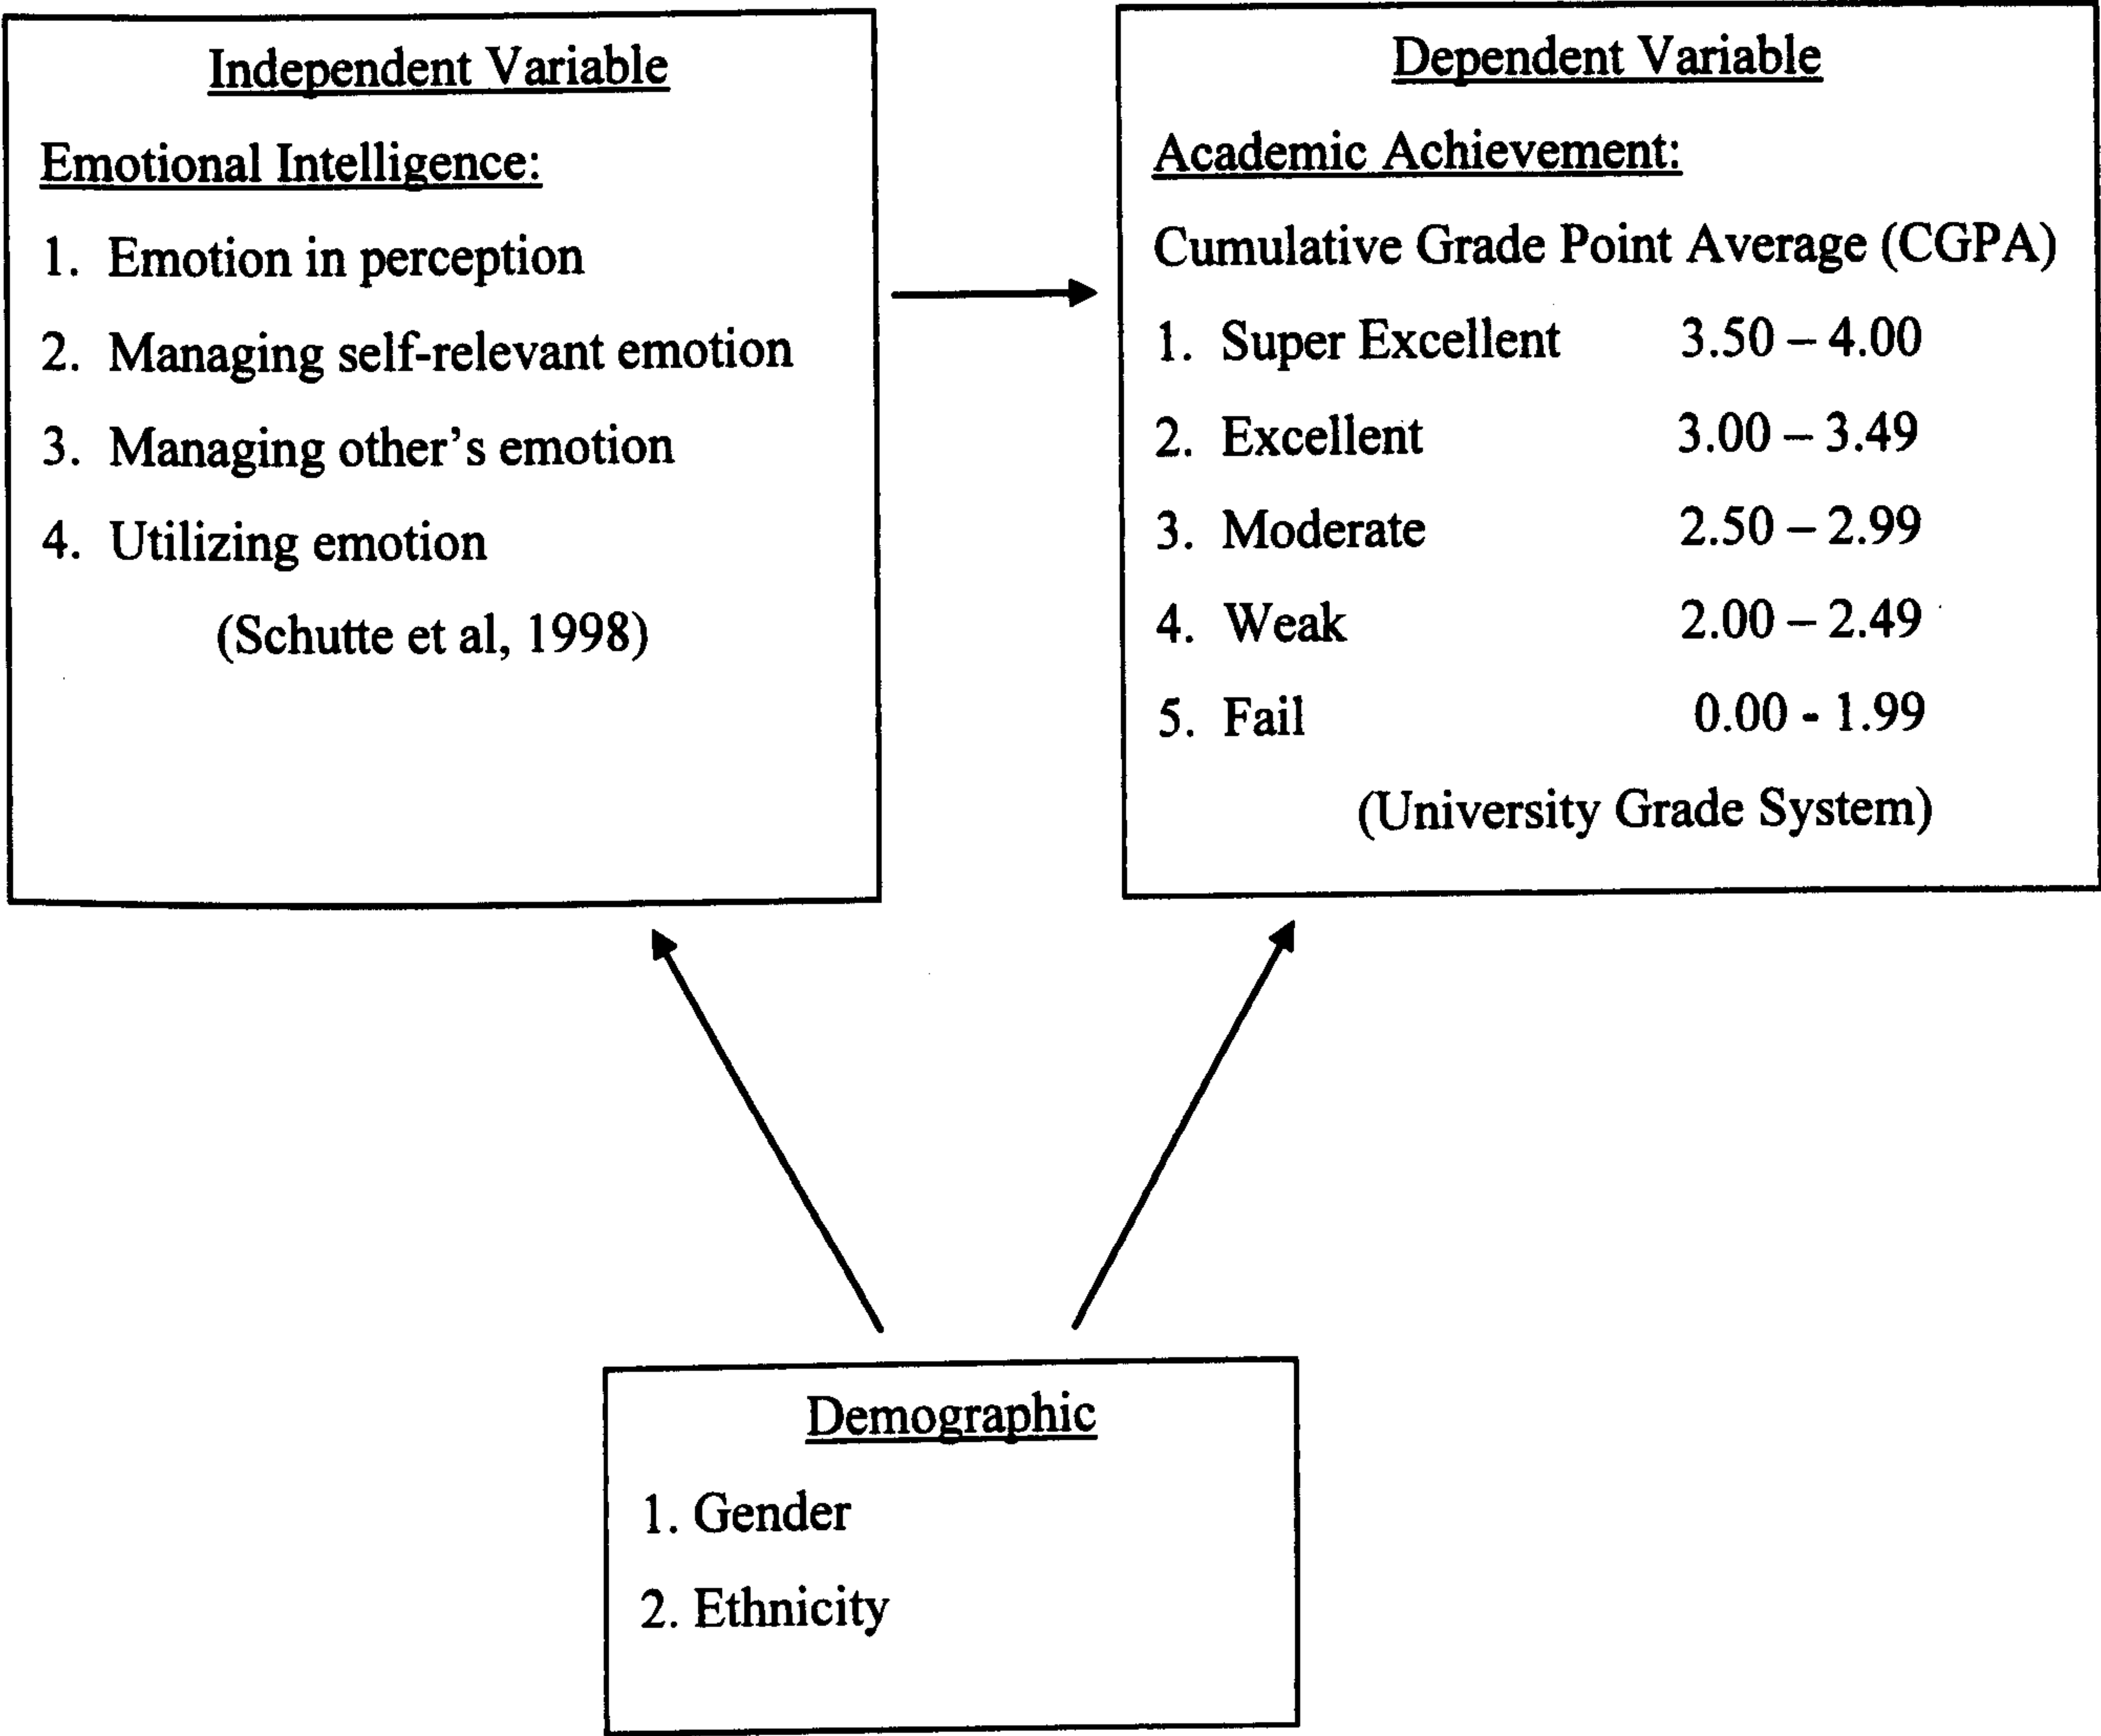 Independent Variable
Emotional Intelligence:
1. Emotion in perception
2. Managing self-relevant emotion
3. Managing other's emotion
4. Utilizing emotion
(Schutte et al, 1998)
Dependent Variable
Academic Achievement:
Cumulative Grade Point Average (CGPA)
1. Super Excellent 3.50 – 4.00
2. Excellent 3.00 – 3.49
3. Moderate 2.50 – 2.99
4. Weak 2.00 – 2.49
5. Fail 0.00 - 1.99
(University Grade System)
Demographic
1. Gender
2. Ethnicity